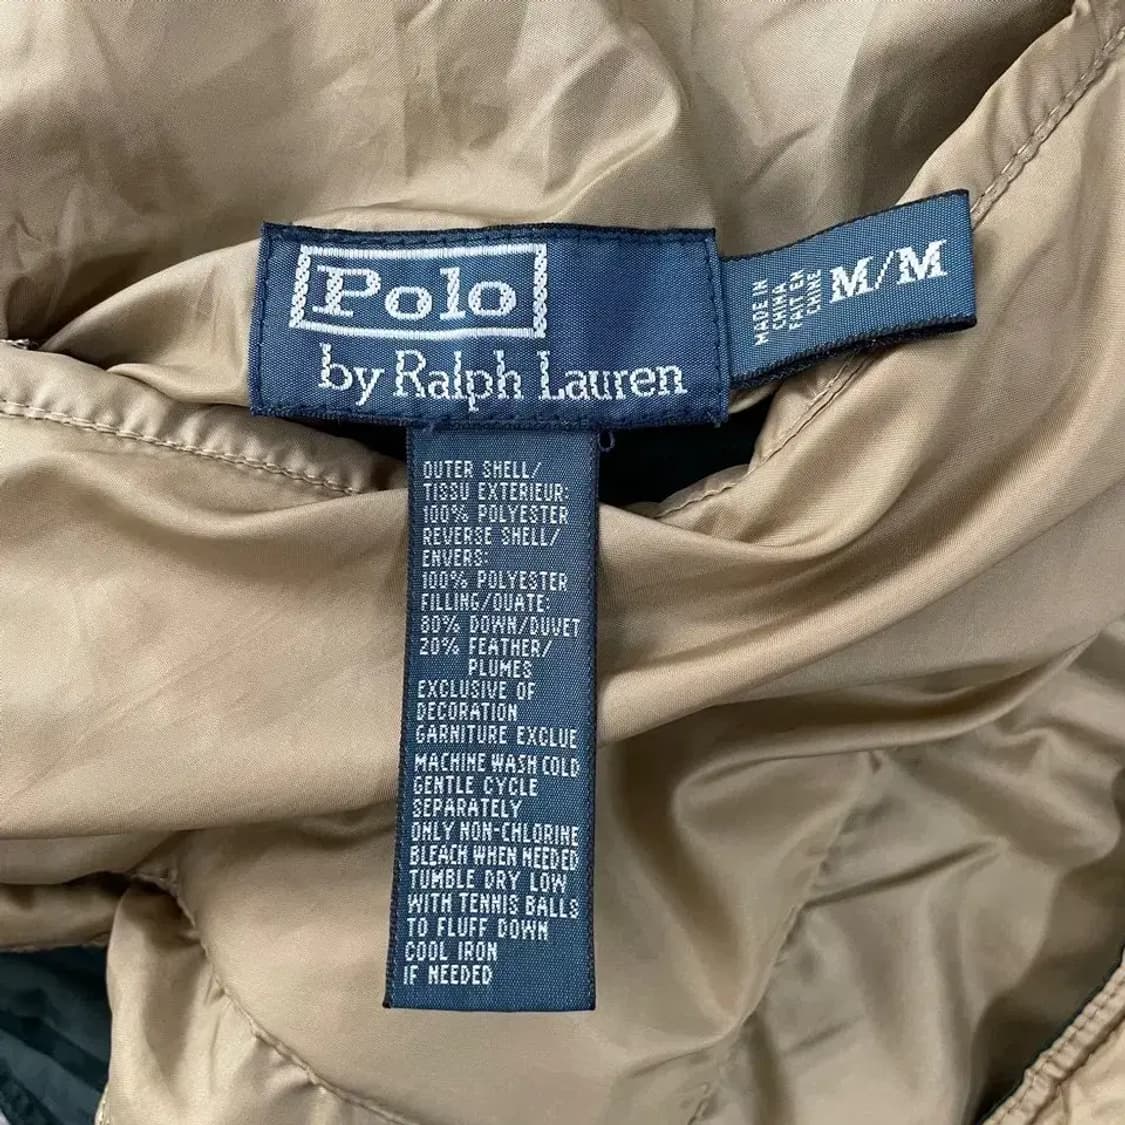 Polo
by Ralph Lauren
MADE IN
CHINA
FAIT EN
CHINE
M/M
OUTER SHELL/
TISSU EXTERIEUR:
100% POLYESTER
REVERSE SHELL/
ENVERS:
100% POLYESTER
FILLING/OUATE:
80% DOWN/DUVET
20% FEATHER/
PLUMES
EXCLUSIVE OF
DECORATION
GARNITURE EXCLUE
MACHINE WASH COLD
GENTLE CYCLE
SEPARATELY
ONLY NON-CHLORINE
BLEACH WHEN NEEDED
TUMBLE DRY LOW
WITH TENNIS BALLS
TO FLUFF DOWN
COOL IRON
IF NEEDED